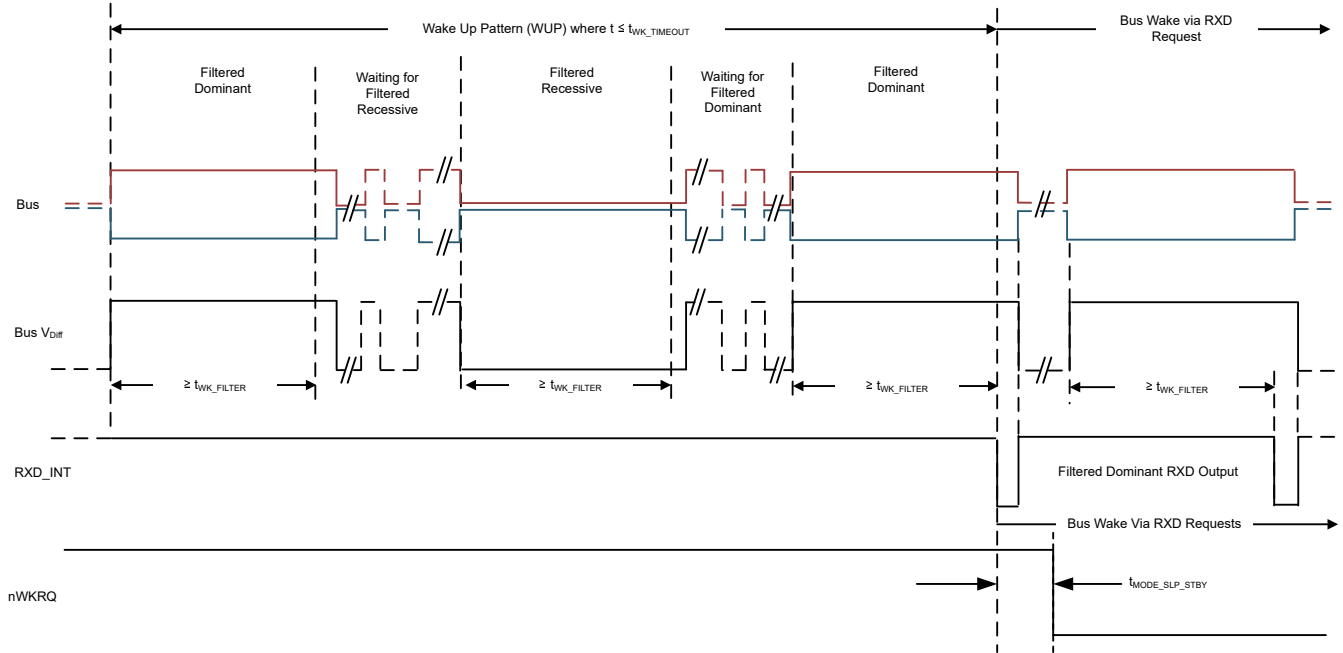 Wake Up Pattern (WUP) where t ≤ tWK_TIMEOUT
Bus Wake via RXD
Request
Filtered
Dominant
Waiting for
Filtered
Recessive
Filtered
Recessive
Waiting for
Filtered
Dominant
Filtered
Dominant
Bus
Bus VDiff
≥ tWK_FILTER
≥ tWK_FILTER
≥ tWK_FILTER
≥ tWK_FILTER
RXD_INT
Filtered Dominant RXD Output
Bus Wake Via RXD Requests
nWKRQ
tMODE_SLP_STBY